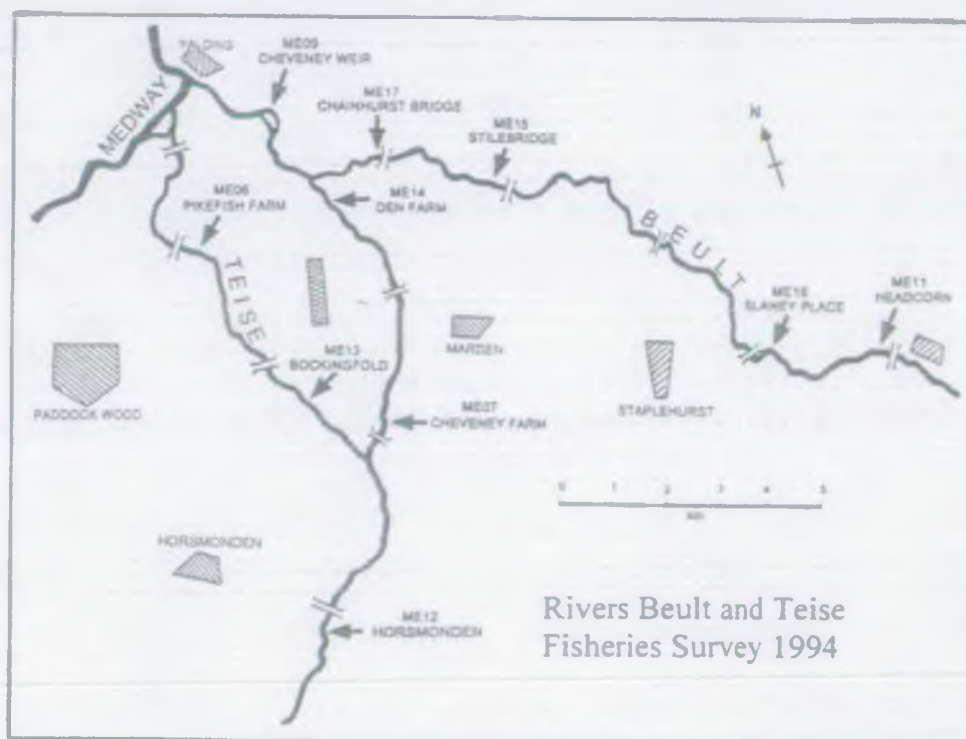 YALDING
ME09
CHEVENEY WEIR
MEDWAY
ME17
CHAINHURST BRIDGE
ME15
STILEBRIDGE
N
ME06
PIKEFISH FARM
ME14
DEN FARM
TEISE
BEULT
ME16
SLANEY PLACE
ME11
HEADCORN
PADDOCK WOOD
ME13
BOCKINGFOLD
MARDEN
STAPLEHURST
ME07
CHEVENEY FARM
0 1 2 3 4 5
KM
HORSMONDEN
ME12
HORSMONDEN
Rivers Beult and Teise
Fisheries Survey 1994